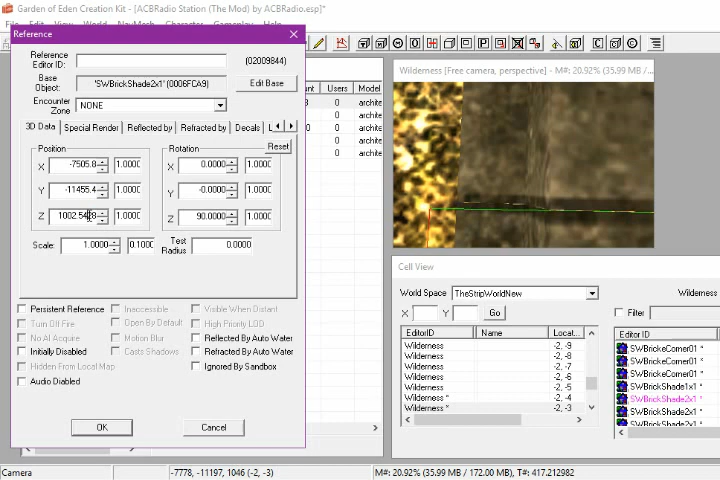 Garden of Eden Creation Kit - [ACBRadio Station (The Mod) by ACBRadio.esp]*
Reference
Reference
Editor ID:
(02009844)
Base
Object:
'SWBrickShade2x1' (0006FCA9)
Edit Base
Encounter
Zone
NONE
3D Data
Special Render
Reflected by
Refracted by
Decals
Reset
Position
Rotation
X
-7505.8
1.0000
X
0.0000
1.000
Y
-11455.4
1.0000
Y
-0.0000
1.000
Z
1.0000
Z
90.0000
1.000
Scale:
1.0000
0.1000
Test
Radius
0.0000
Persistent Reference
Inaccessible
Visible When Distant
Turn Off Fire
Open By Default
High Priority LOD
No AI Acquire
Motion Blur
Reflected By Auto Water
Initially Disabled
Casts Shadows
Refracted By Auto Water
Hidden From Local Map
Ignored By Sandbox
Audio Diabled
OK
Cancel
Users
Model
0
archite
0
archite
0
archite
0
archite
0
archite
Wilderness [Free camera, perspective] - M#: 20.92% (35.99 MB /...
Cell View
World Space
TheStripWorldNew
Wilderness
X
Y
Go
Filter
EditorID
Name
Locat...
Wilderness
-2, -9
Wilderness
-2, -8
Wilderness
-2, -7
Wilderness
-2, -6
Wilderness
-2, -5
Wilderness *
-2, -4
Wilderness *
-2, -3
Editor ID
SWBrickeCorner01 *
SWBrickeCorner01 *
SWBrickeCorner01 *
SWBrickShade1x1 *
SWBrickShade2x1 *
SWBrickShade2x1 *
SWBrickShade2x1 *
Camera
-7778, -11197, 1046 (-2, -3)
M#: 20.92% (35.99 MB / 172.00 MB), T#: 417.212982